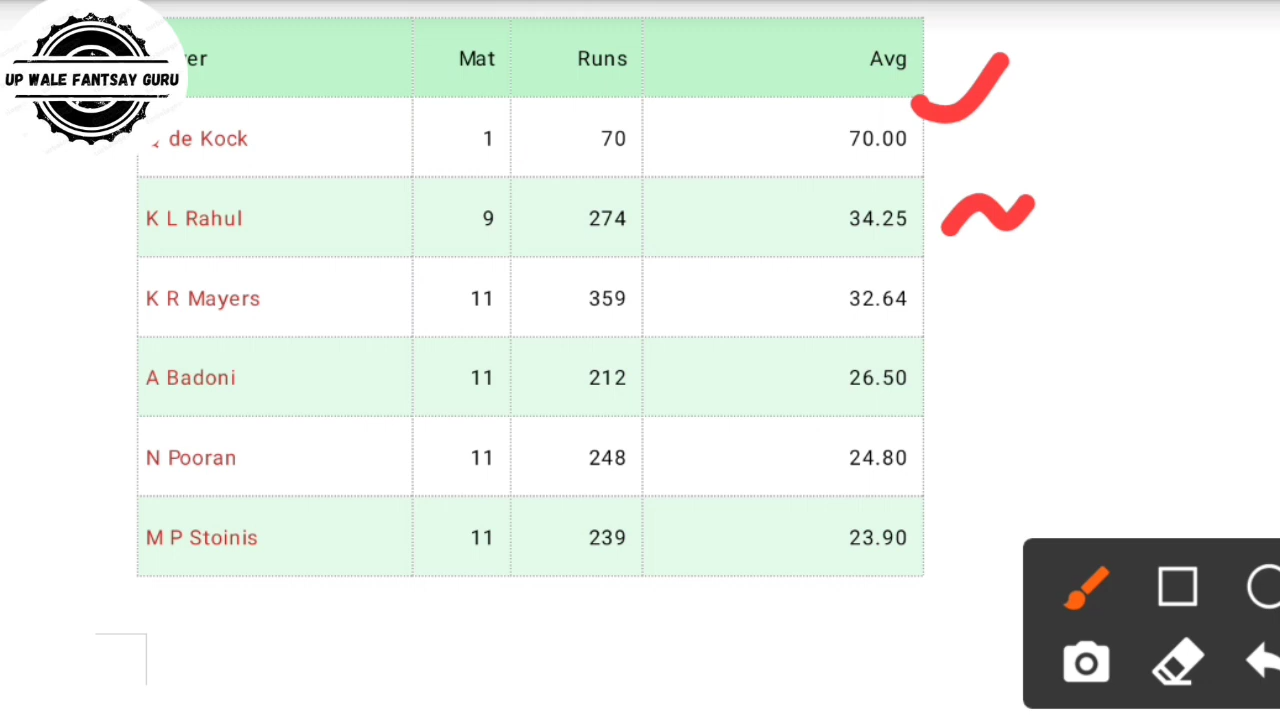 UP WALE FANTSAY GURU
Mat Runs Avg
de Kock 1 70 70.00
K L Rahul 9 274 34.25
K R Mayers 11 359 32.64
A Badoni 11 212 26.50
N Pooran 11 248 24.80
M P Stoinis 11 239 23.90